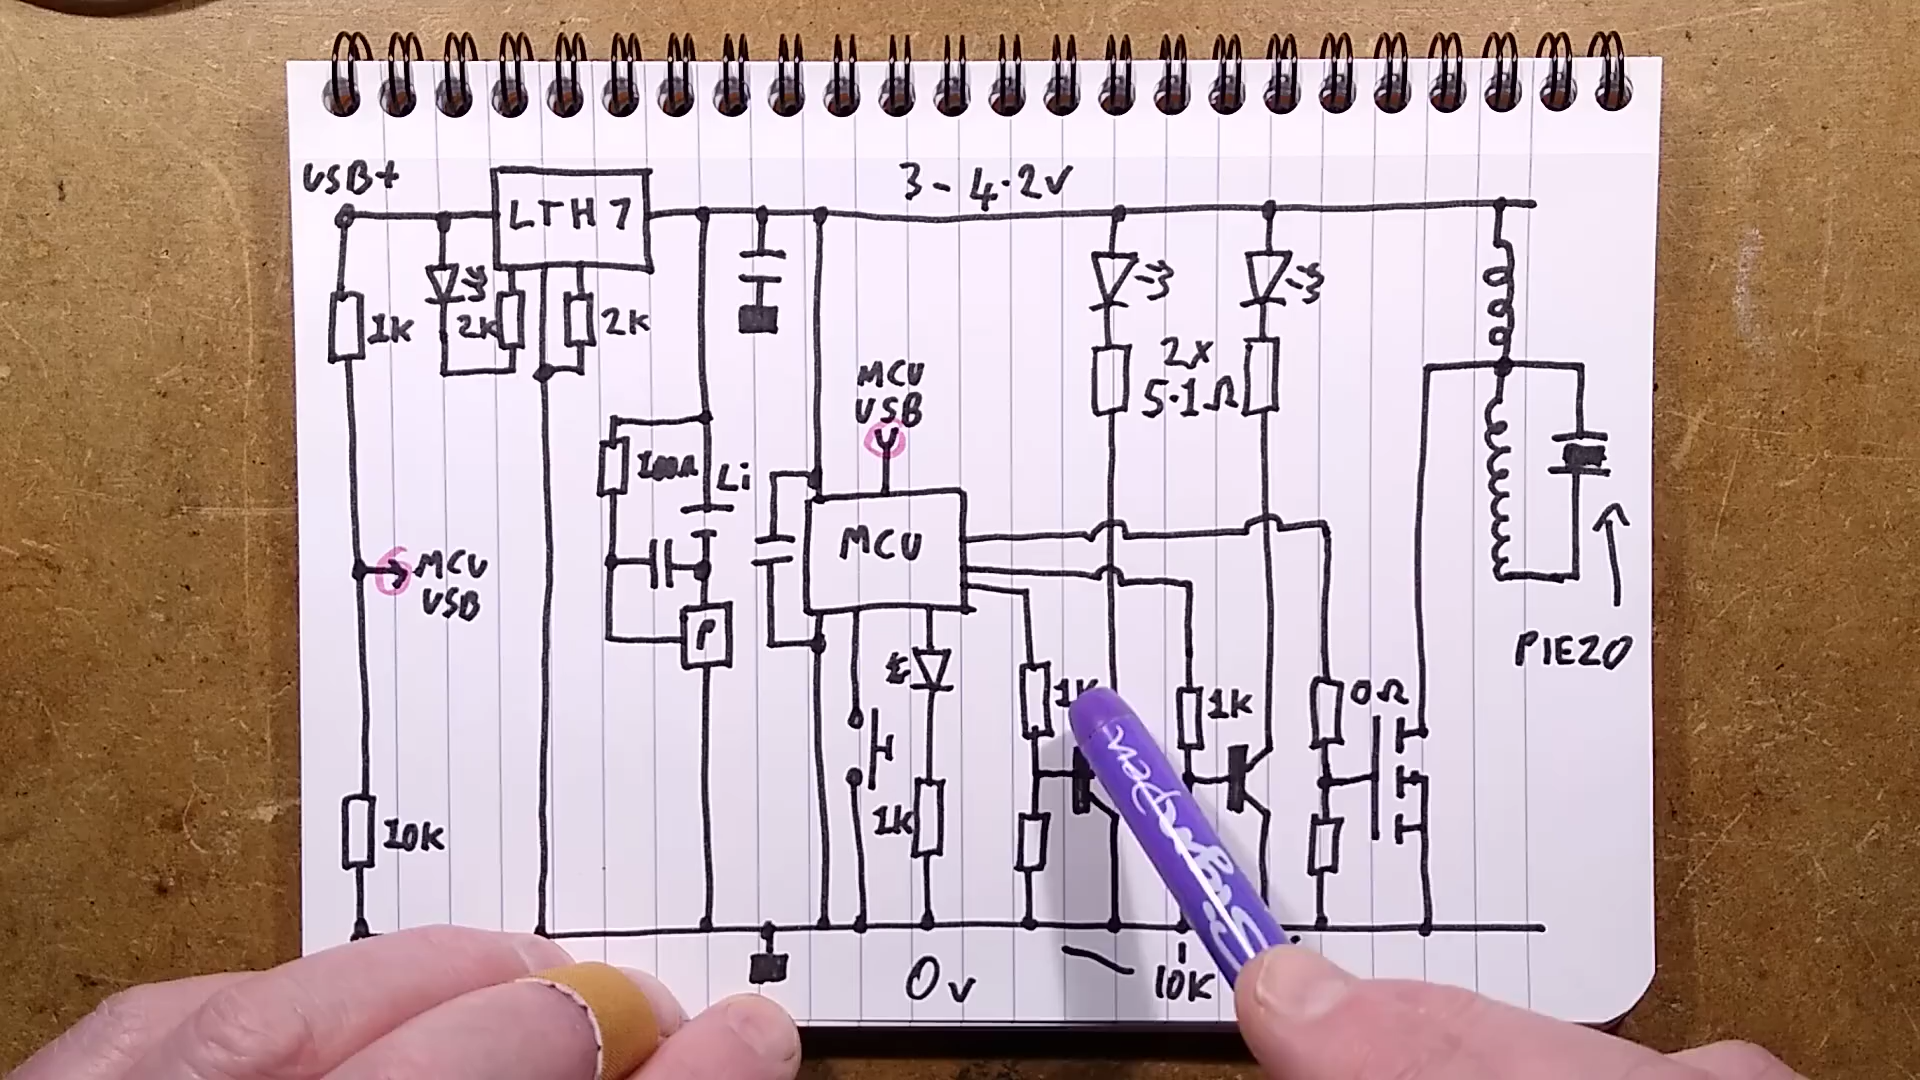 USB+
LTH7
3-4.2V
1K
2K
2K
MCU
USB
2x
5.1Ω
100Ω
Li
MCU
MCU
USB
P
PIEZO
1K
1K
0Ω
1K
10K
0v
10K